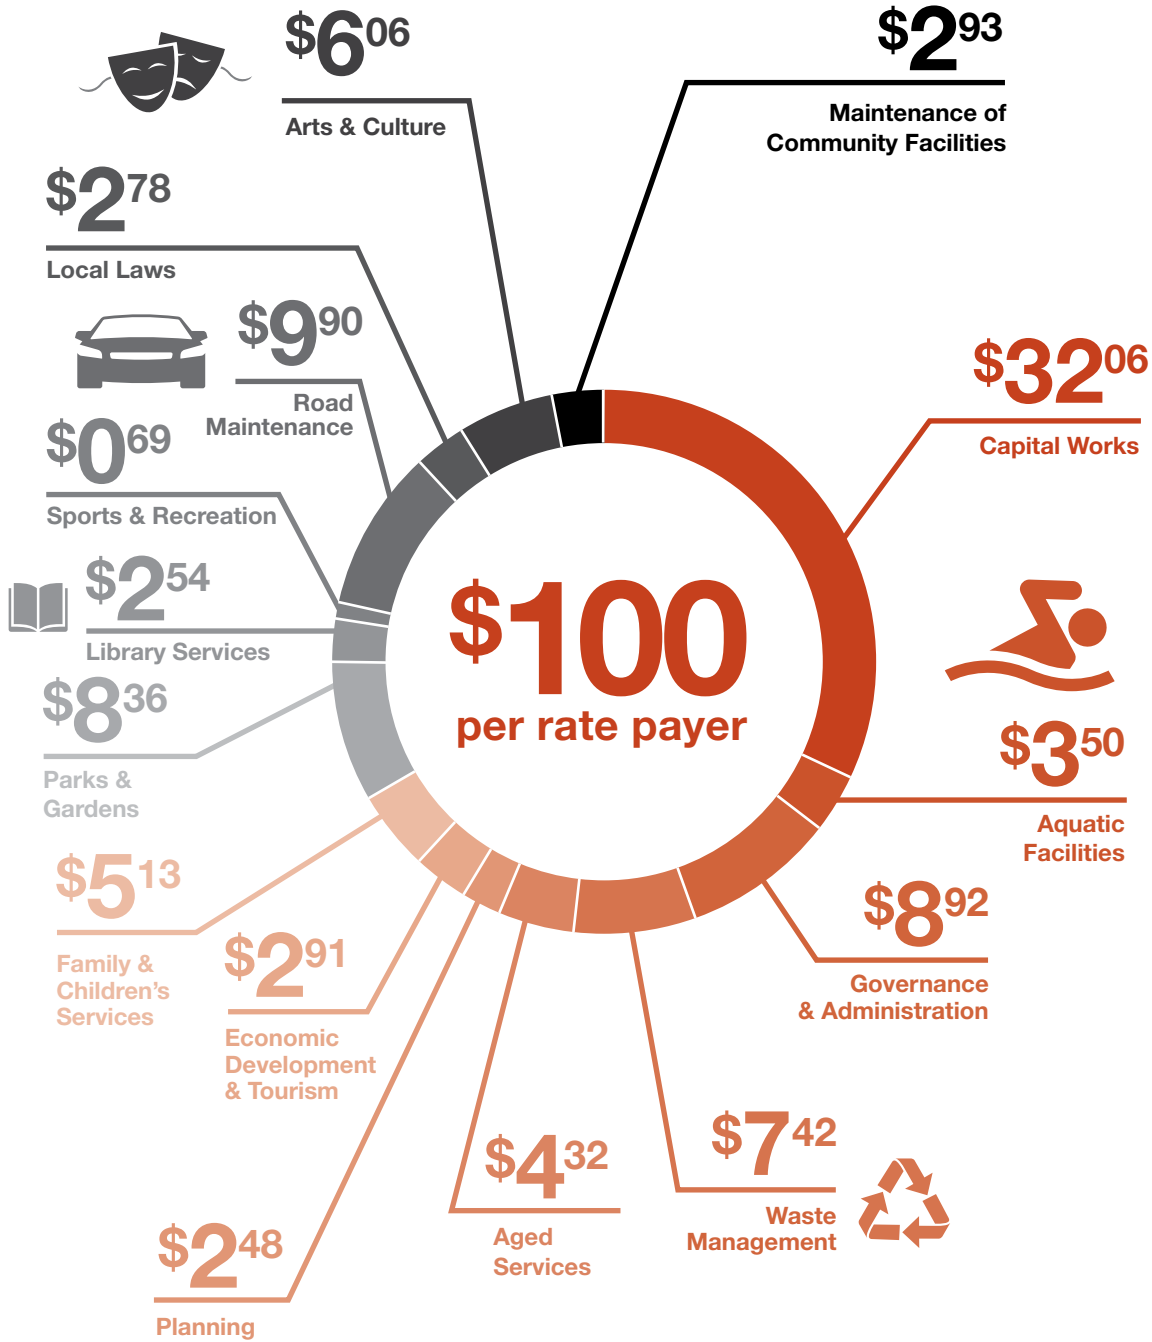 $6.06
Arts & Culture
$2.93
Maintenance of
Community Facilities
$2.78
Local Laws
$9.90
Road
Maintenance
$32.06
Capital Works
$0.69
Sports & Recreation
$2.54
Library Services
$100
per rate payer
$8.36
Parks &
Gardens
$3.50
Aquatic
Facilities
$5.13
Family &
Children’s
Services
$2.91
Economic
Development
& Tourism
$8.92
Governance
& Administration
$7.42
Waste
Management
$4.32
Aged
Services
$2.48
Planning